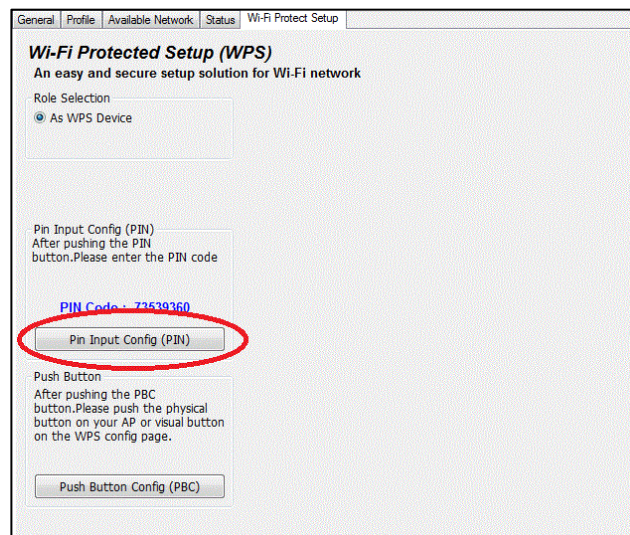 General Profile Available Network Status Wi-Fi Protect Setup
Wi-Fi Protected Setup (WPS)
An easy and secure setup solution for Wi-Fi network
Role Selection
As WPS Device
Pin Input Config (PIN)
After pushing the PIN
button.Please enter the PIN code
PIN Code : 73539360
Pin Input Config (PIN)
Push Button
After pushing the PBC
button.Please push the physical
button on your AP or visual button
on the WPS config page.
Push Button Config (PBC)